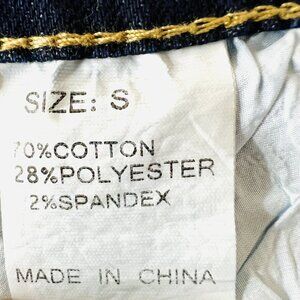 SIZE: S
70%COTTON
28%POLYESTER
2%SPANDEX
MADE IN CHINA